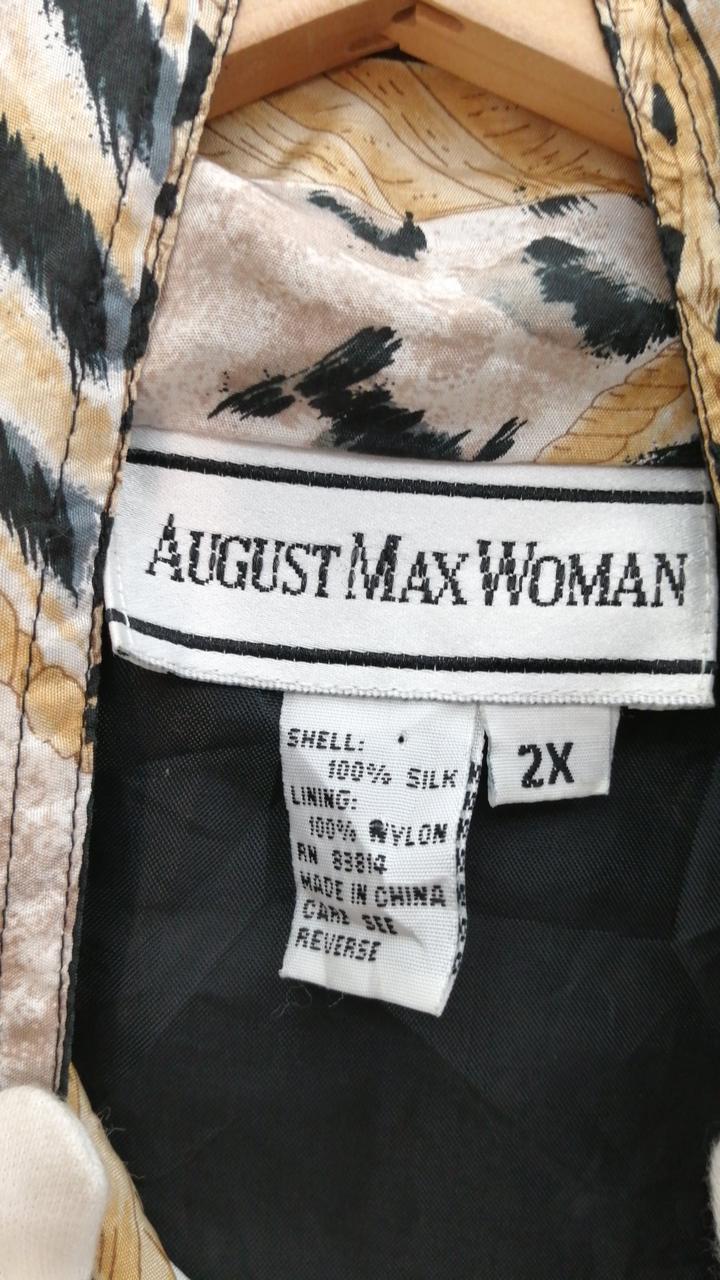 AUGUST MAX WOMAN
2X
SHELL:
100% SILK
LINING:
100% NYLON
RN 83814
MADE IN CHINA
CARE SEE
REVERSE